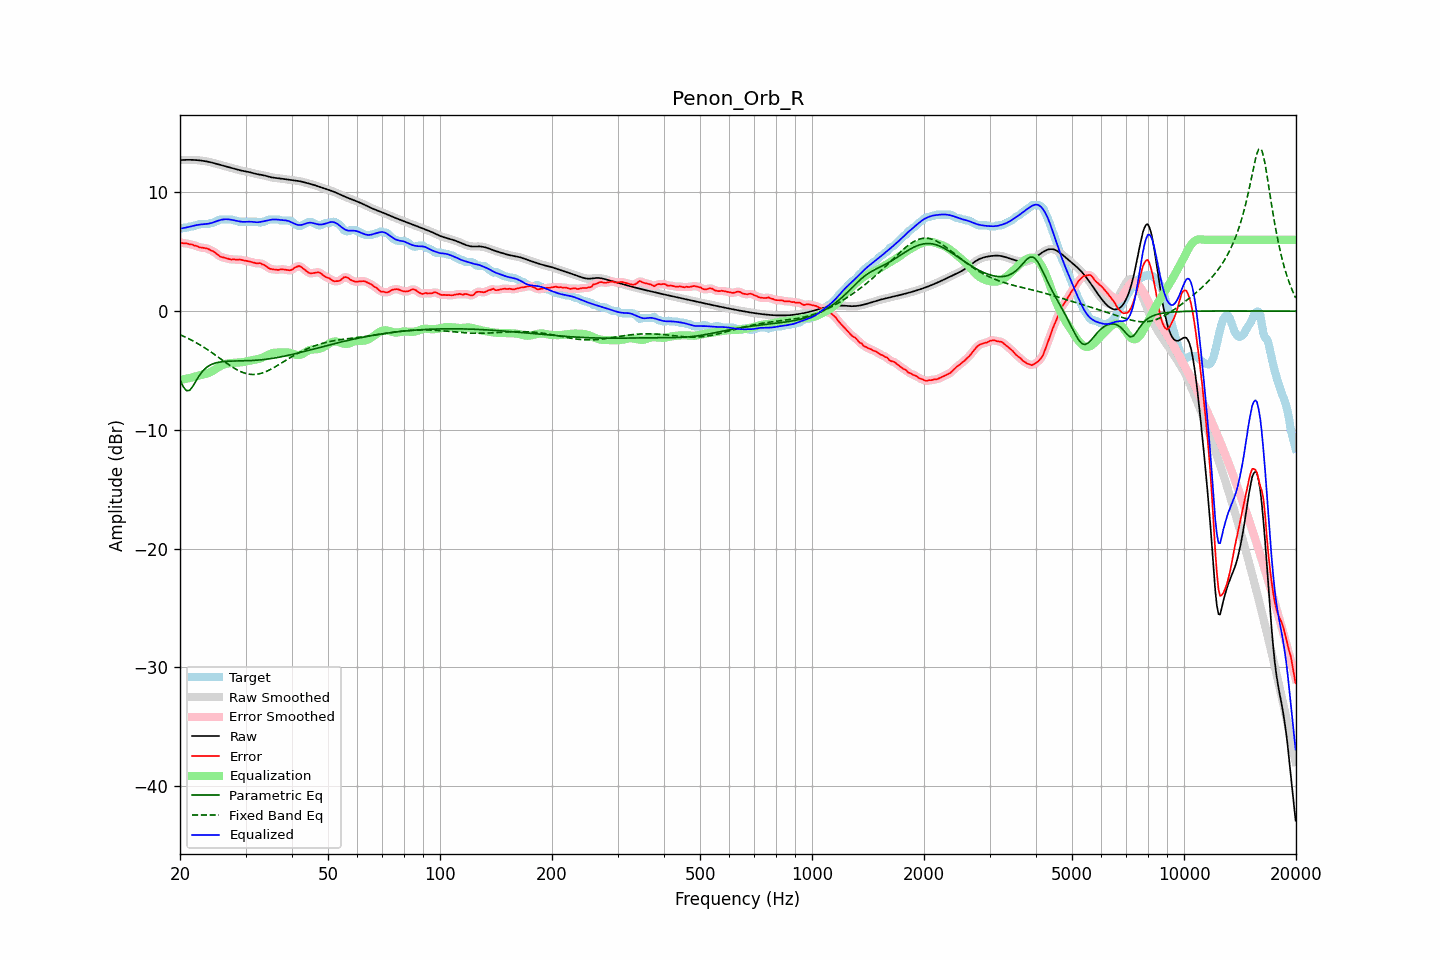 Penon_Orb_R
Amplitude (dBr)
10
0
−10
−20
−30
−40
Target
Raw Smoothed
Error Smoothed
Raw
Error
Equalization
Parametric Eq
Fixed Band Eq
Equalized
20 50 100 200 500 1000 2000 5000 10000 20000
Frequency (Hz)